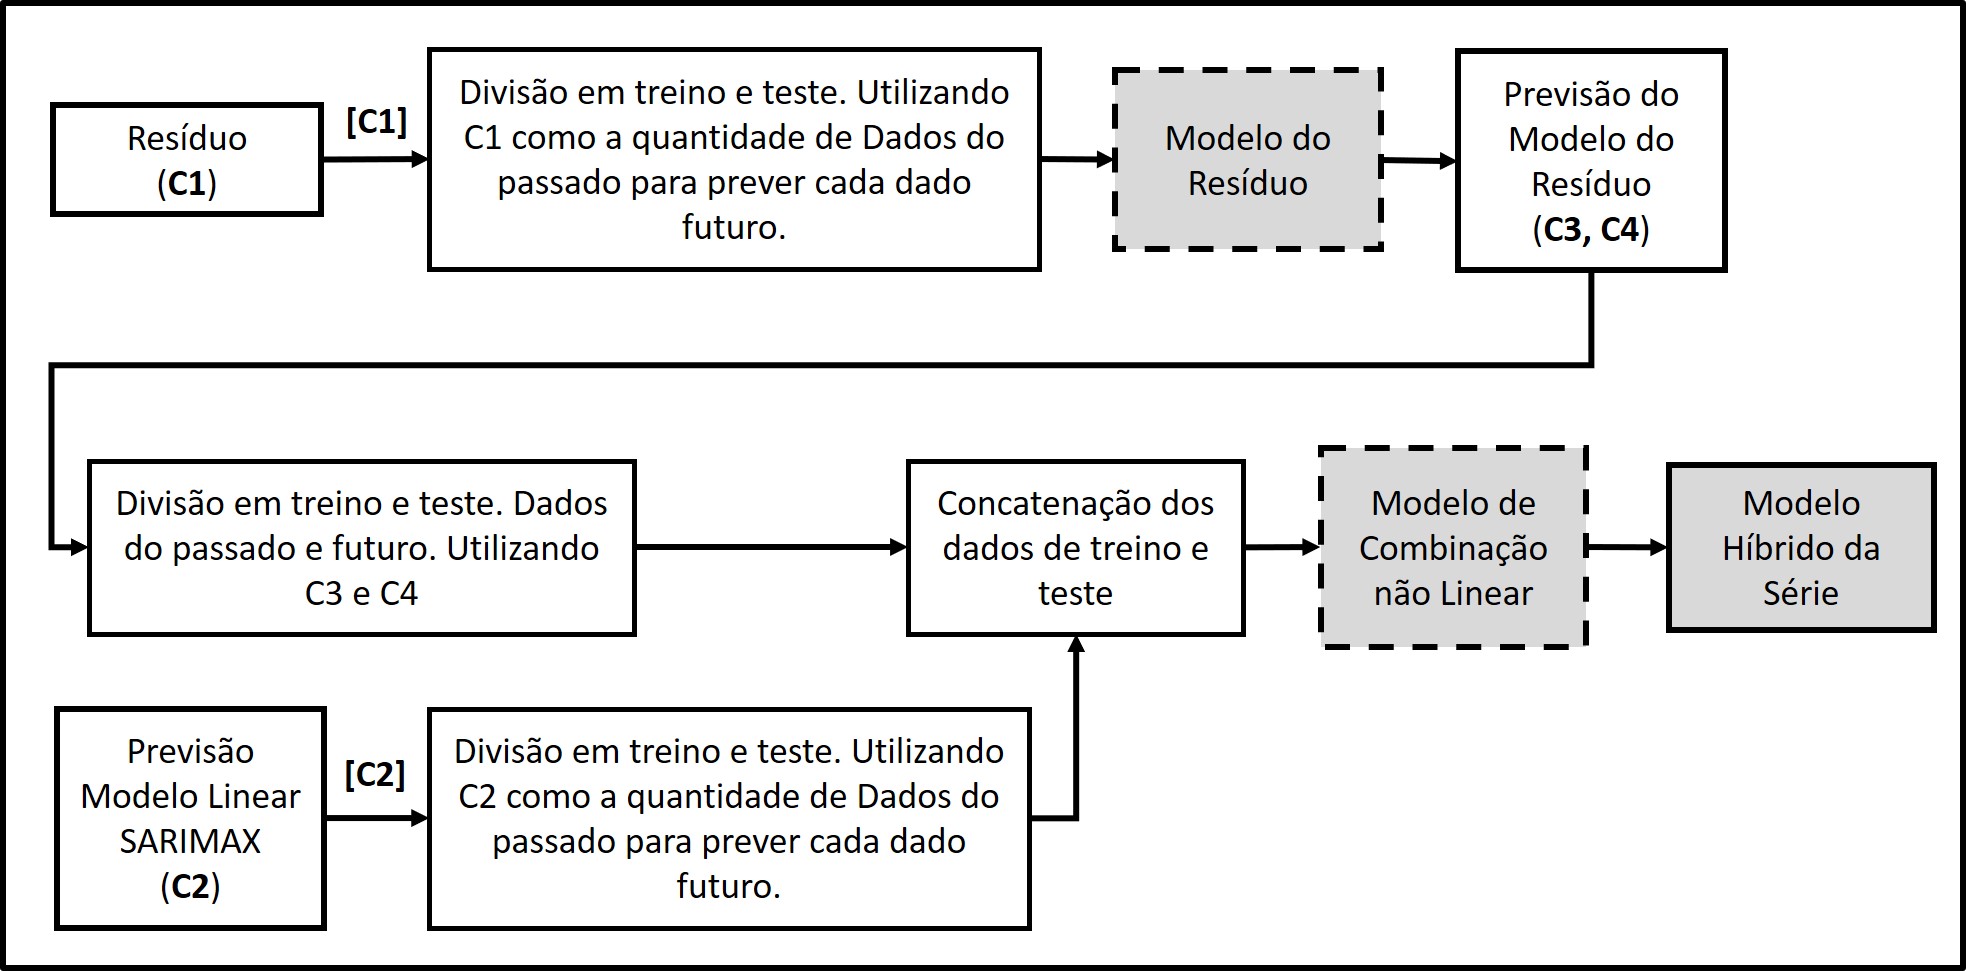 Resíduo
(C1)
[C1]
Divisão em treino e teste. Utilizando
C1 como a quantidade de Dados do
passado para prever cada dado
futuro.
Modelo do
Resíduo
Previsão do
Modelo do
Resíduo
(C3, C4)
Divisão em treino e teste. Dados
do passado e futuro. Utilizando
C3 e C4
Concatenação dos
dados de treino e
teste
Modelo de
Combinação
não Linear
Modelo
Híbrido da
Série
Previsão
Modelo Linear
SARIMAX
(C2)
[C2]
Divisão em treino e teste. Utilizando
C2 como a quantidade de Dados do
passado para prever cada dado
futuro.